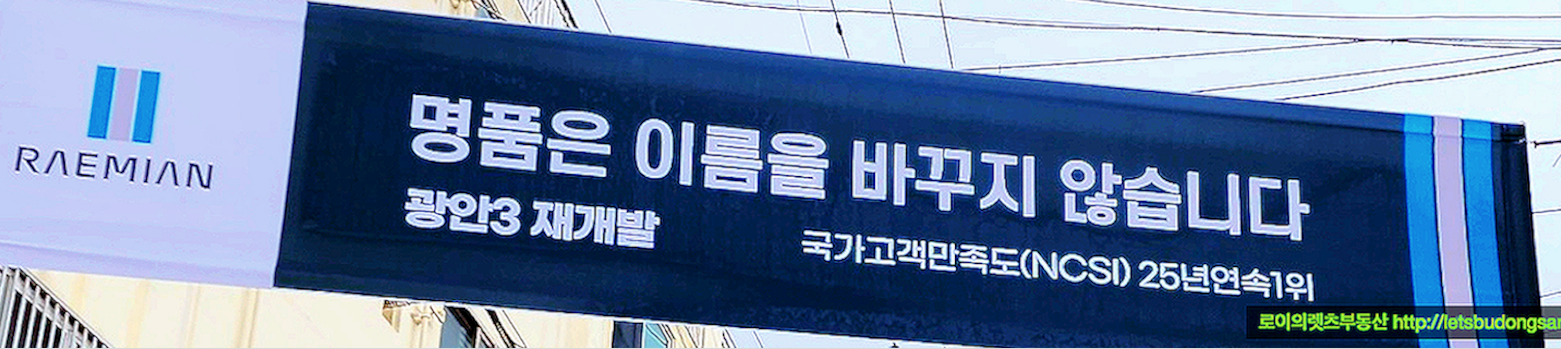 RAEMIAN
명품은 이름을 바꾸지 않습니다
광안3 재개발
국가고객만족도(NCSI) 25년연속1위
로이의렛츠부동산 http://letsbudongsan